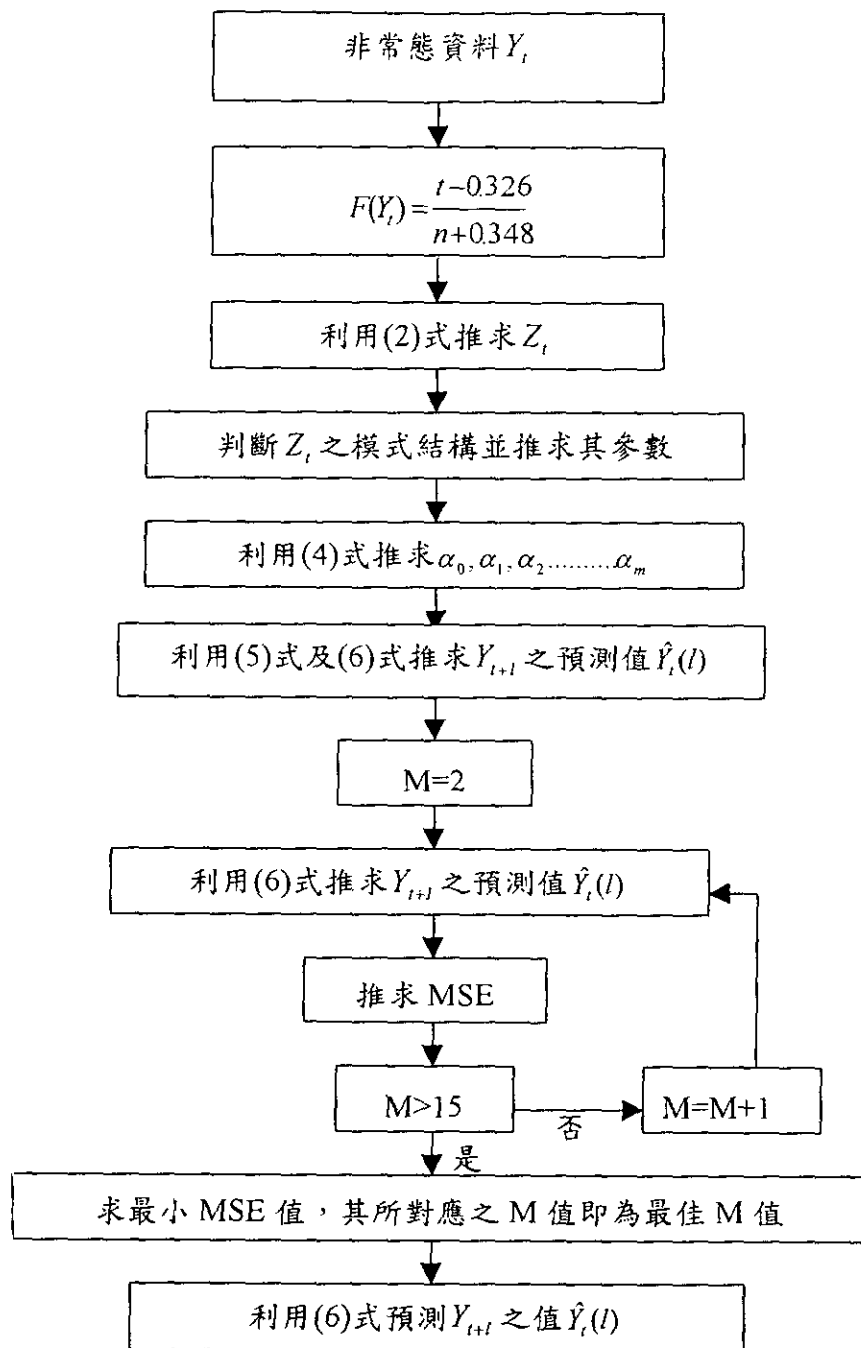 非常態資料 Y_t
F(Y_t) = \frac{t-0.326}{n+0.348}
利用(2)式推求 Z_t
判斷 Z_t 之模式結構並推求其參數
利用(4)式推求 α_0, α_1, α_2.........α_m
利用(5)式及(6)式推求 Y_{t+l} 之預測值 Ŷ_t(l)
M=2
利用(6)式推求 Y_{t+l} 之預測值 Ŷ_t(l)
推求 MSE
M>15
否
M=M+1
是
求最小 MSE 值，其所對應之 M 值即為最佳 M 值
利用(6)式預測 Y_{t+l} 之值 Ŷ_t(l)